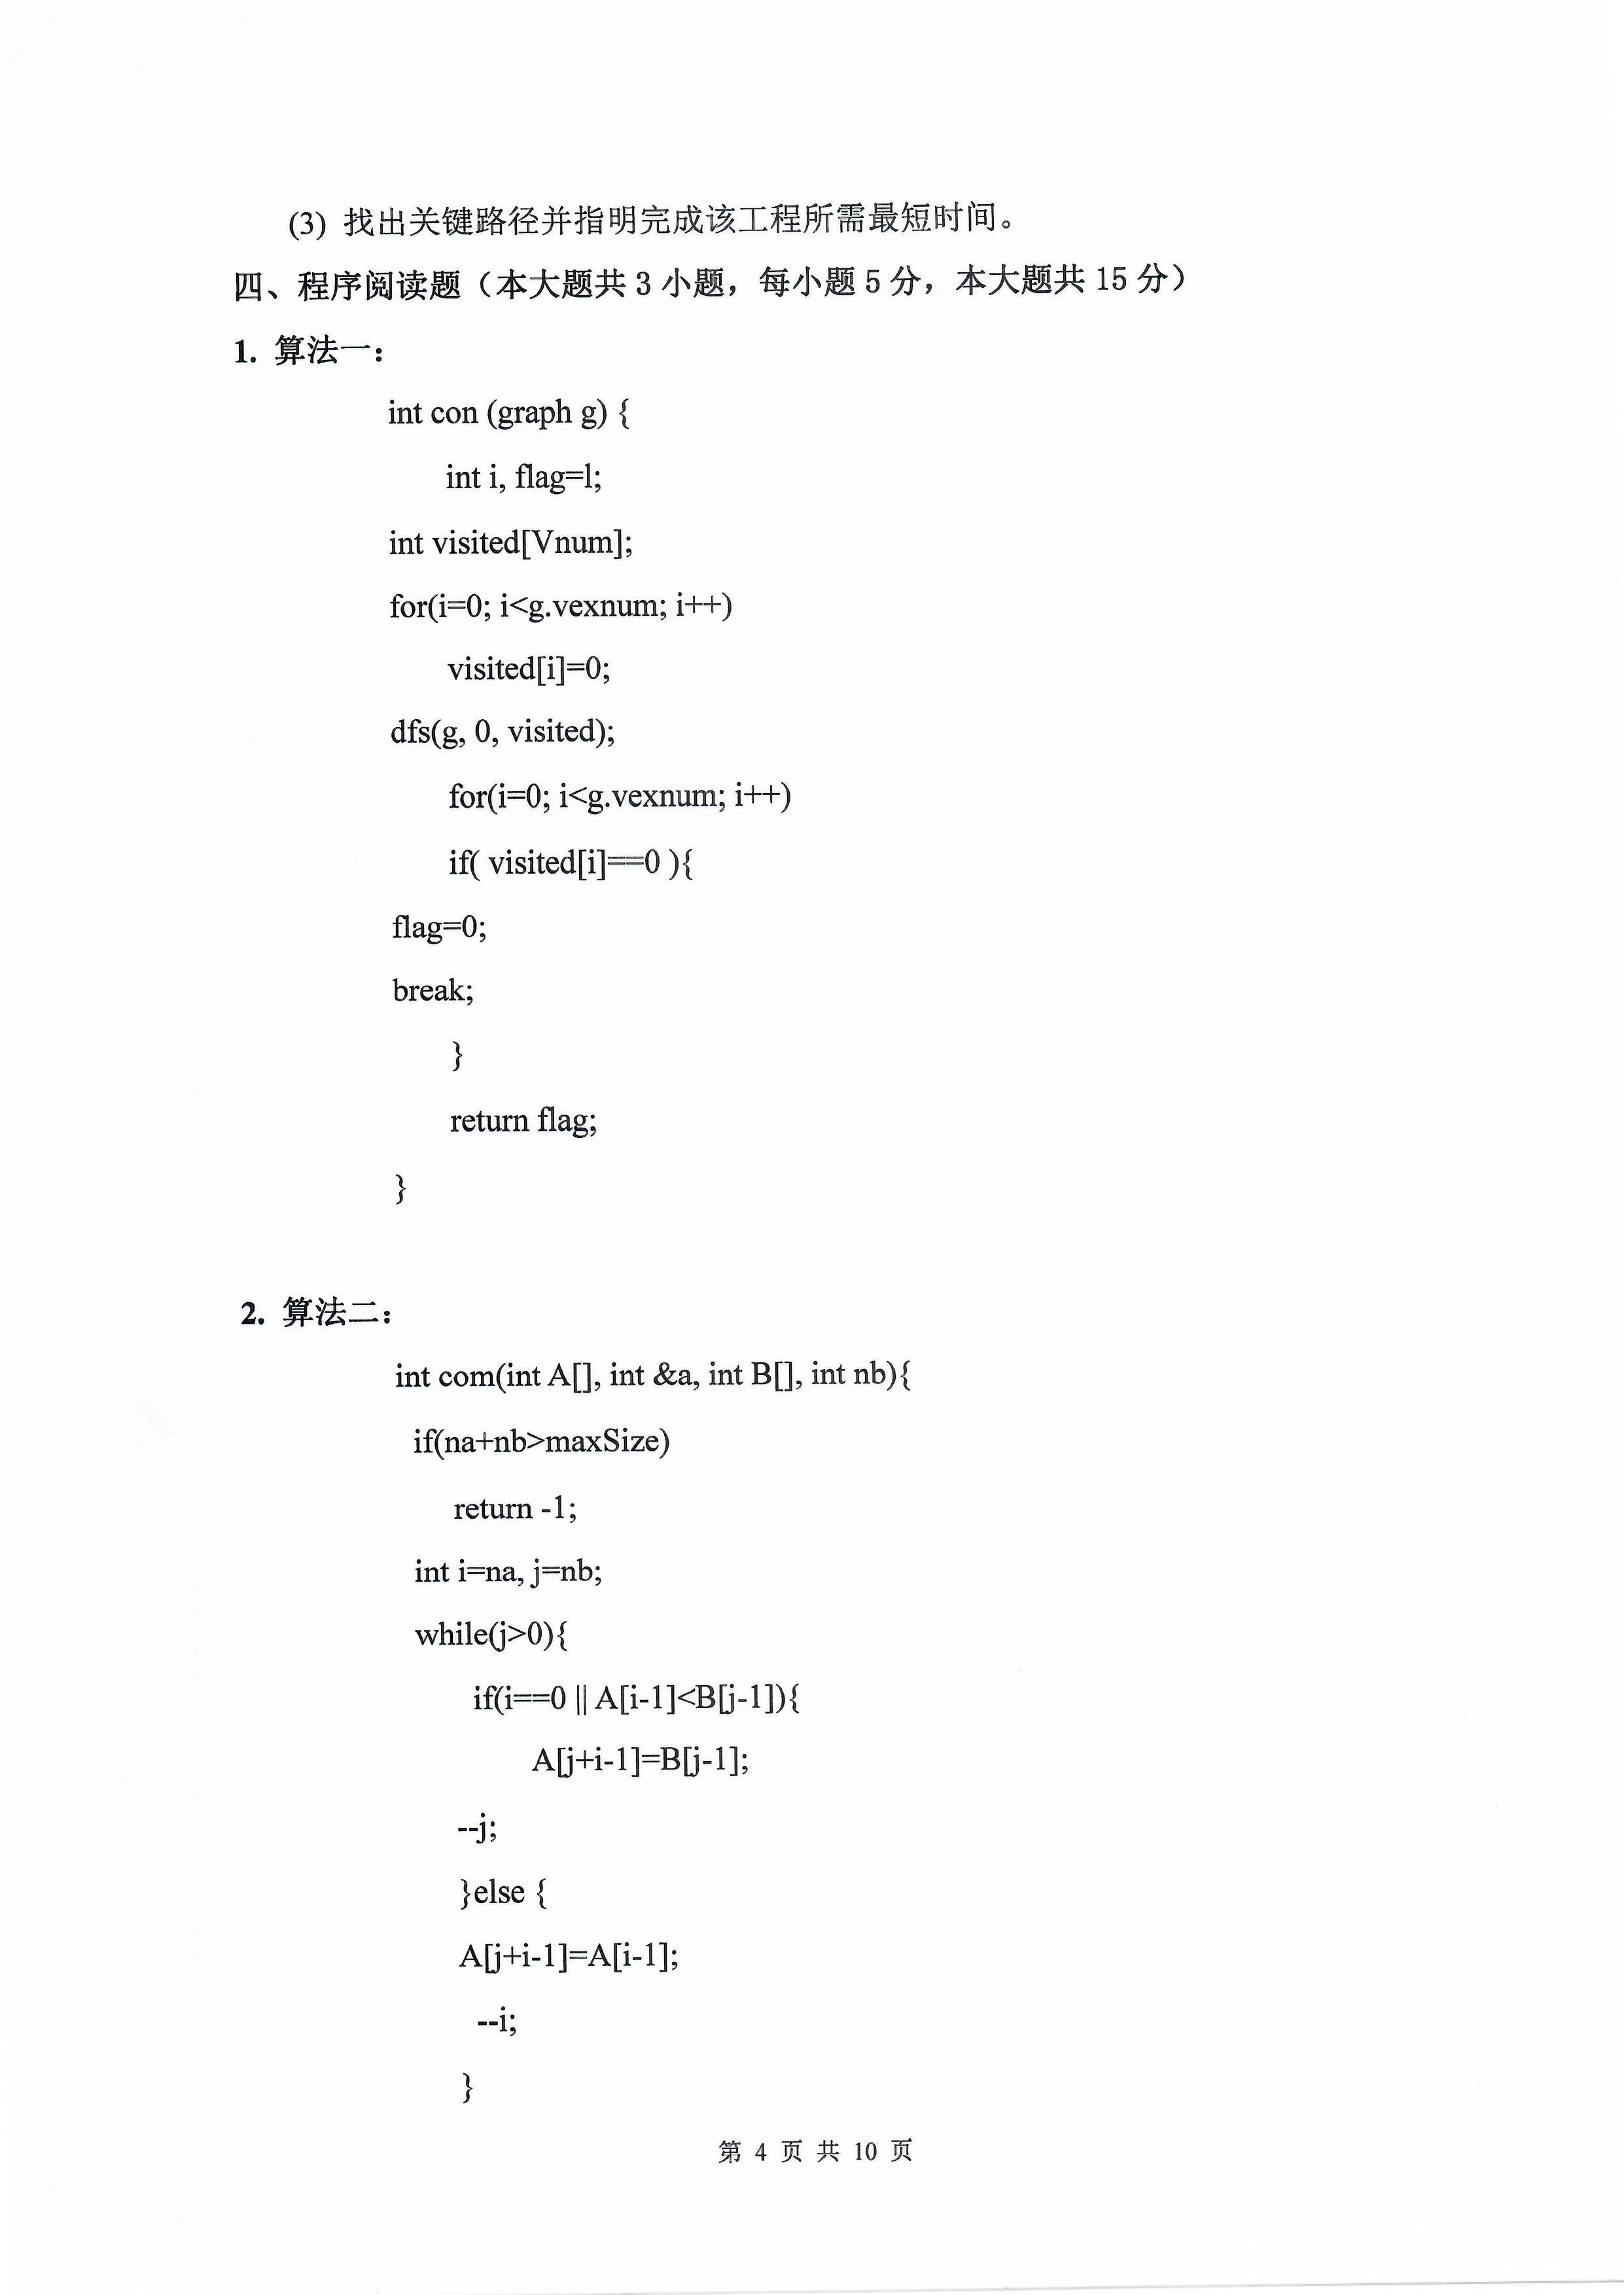 (3) 找出关键路径并指明完成该工程所需最短时间。
四、程序阅读题（本大题共 3 小题，每小题 5 分，本大题共 15 分）
1. 算法一：
int con (graph g) {
int i, flag=l;
int visited[Vnum];
for(i=0; i<g.vexnum; i++)
visited[i]=0;
dfs(g, 0, visited);
for(i=0; i<g.vexnum; i++)
if( visited[i]==0 ){
flag=0;
break;
}
return flag;
}
2. 算法二：
int com(int A[], int &a, int B[], int nb){
if(na+nb>maxSize)
return -1;
int i=na, j=nb;
while(j>0){
if(i==0 || A[i-1]<B[j-1]){
A[j+i-1]=B[j-1];
--j;
}else {
A[j+i-1]=A[i-1];
--i;
}
第 4 页 共 10 页